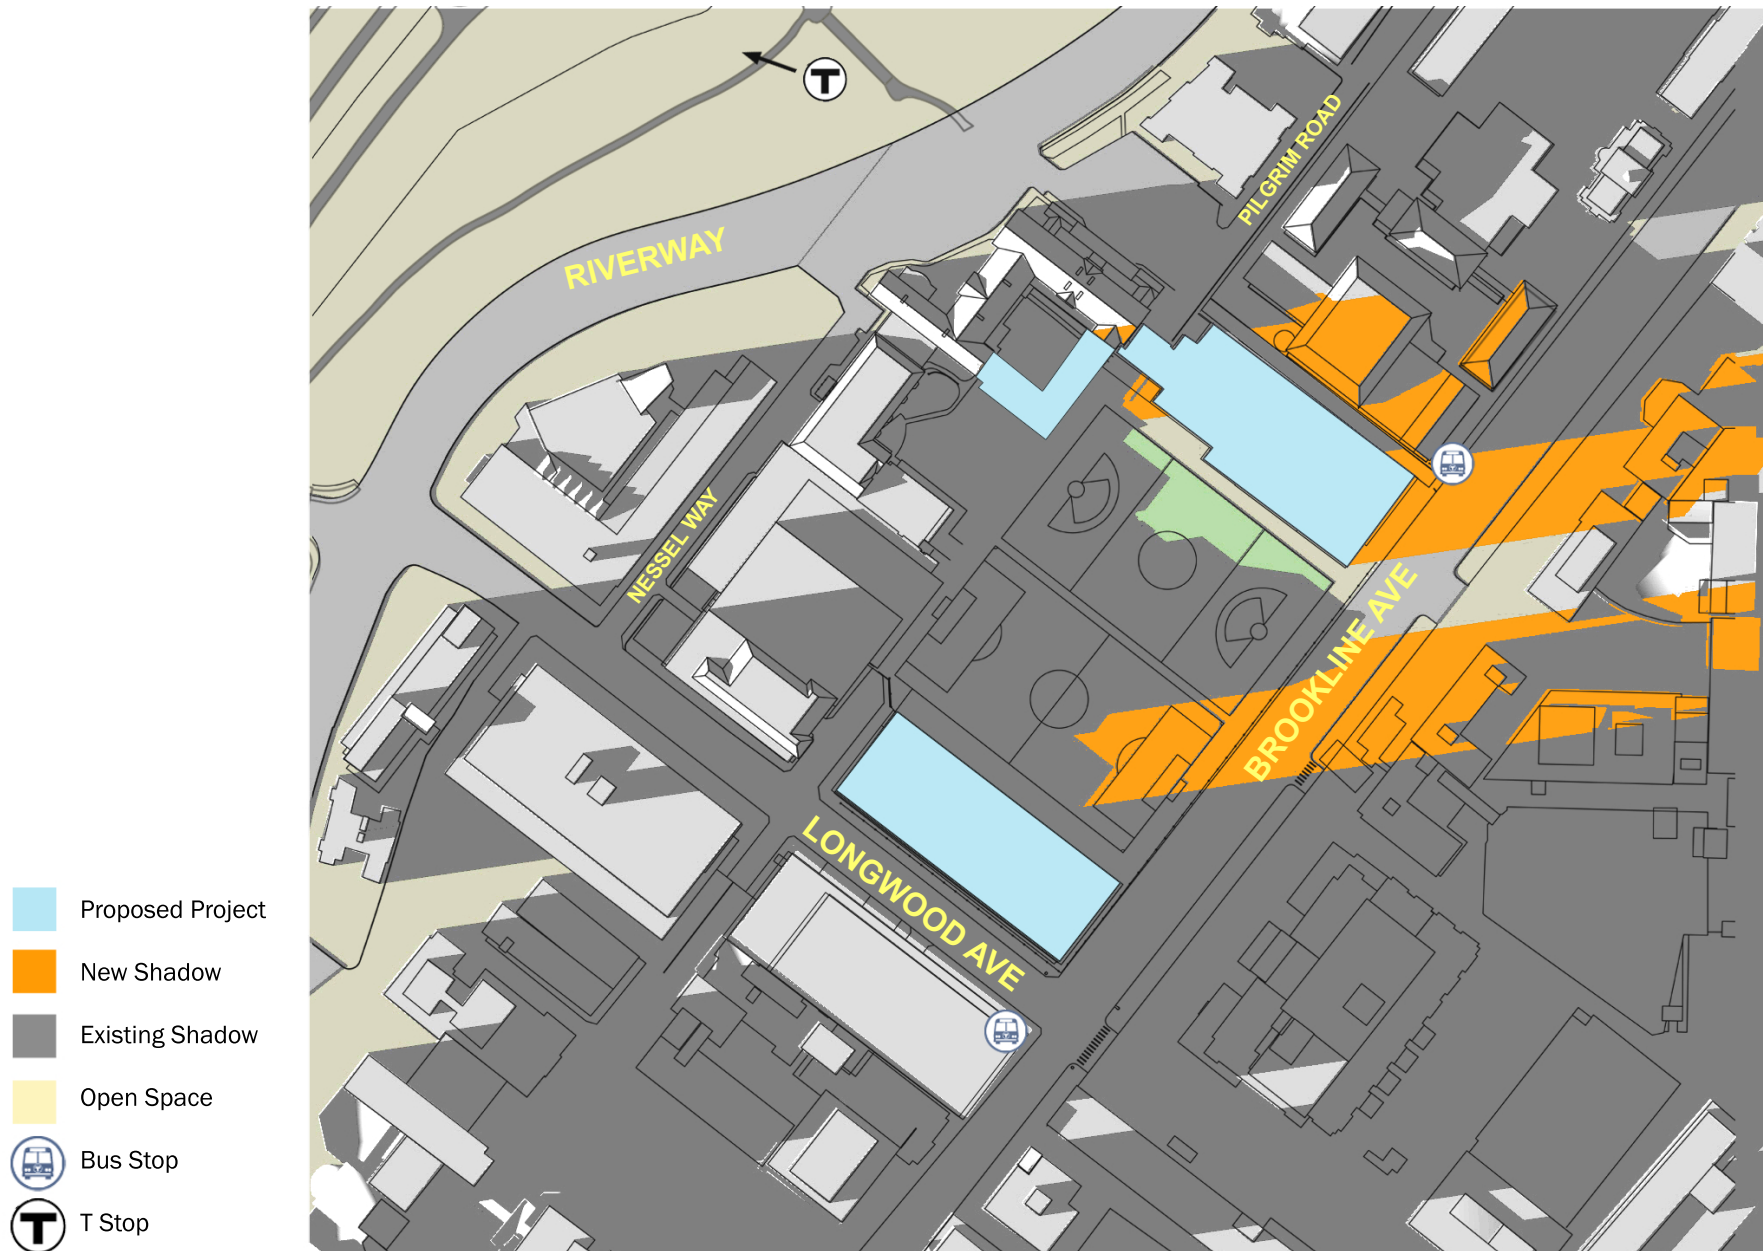 T
PILGRIM ROAD
RIVERWAY
NESSEL WAY
BROOKLINE AVE
LONGWOOD AVE
Proposed Project
New Shadow
Existing Shadow
Open Space
Bus Stop
T
T Stop